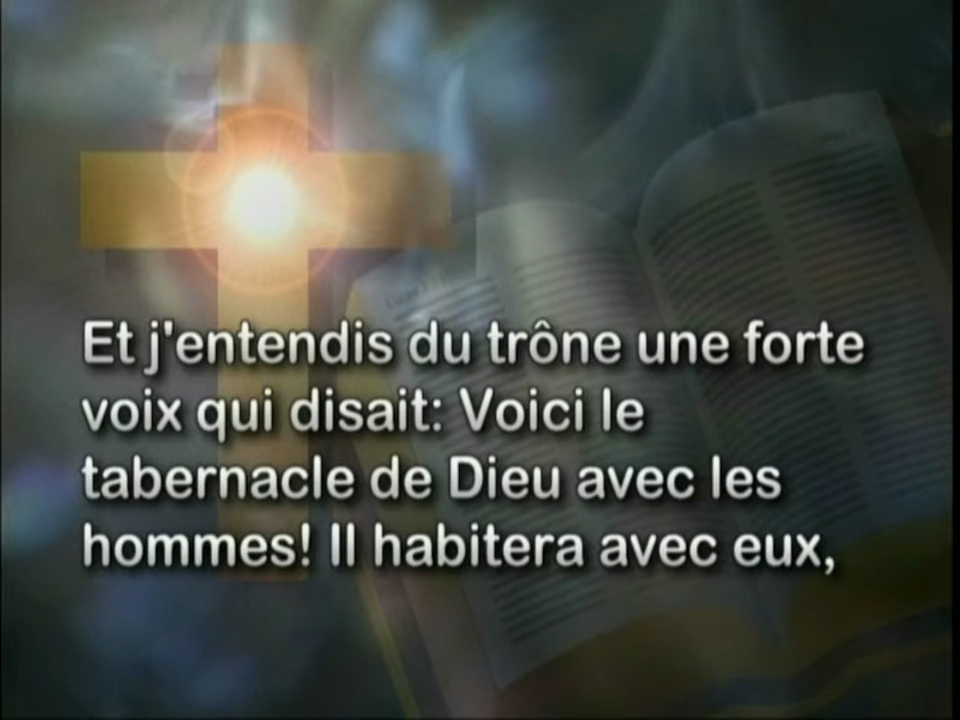 Et j'entendis du trône une forte
voix qui disait: Voici le
tabernacle de Dieu avec les
hommes! Il habitera avec eux,